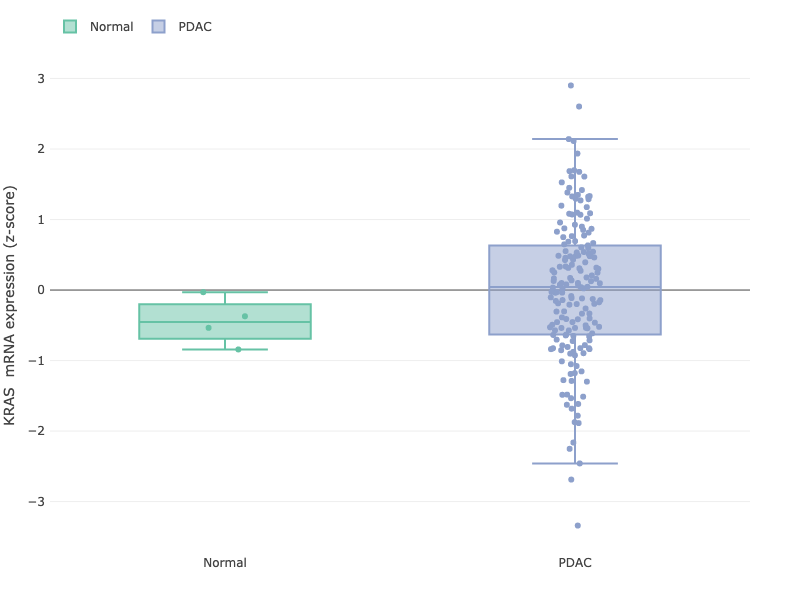 Normal PDAC
KRAS mRNA expression (z-score)
3
2
1
0
−1
−2
−3
Normal PDAC